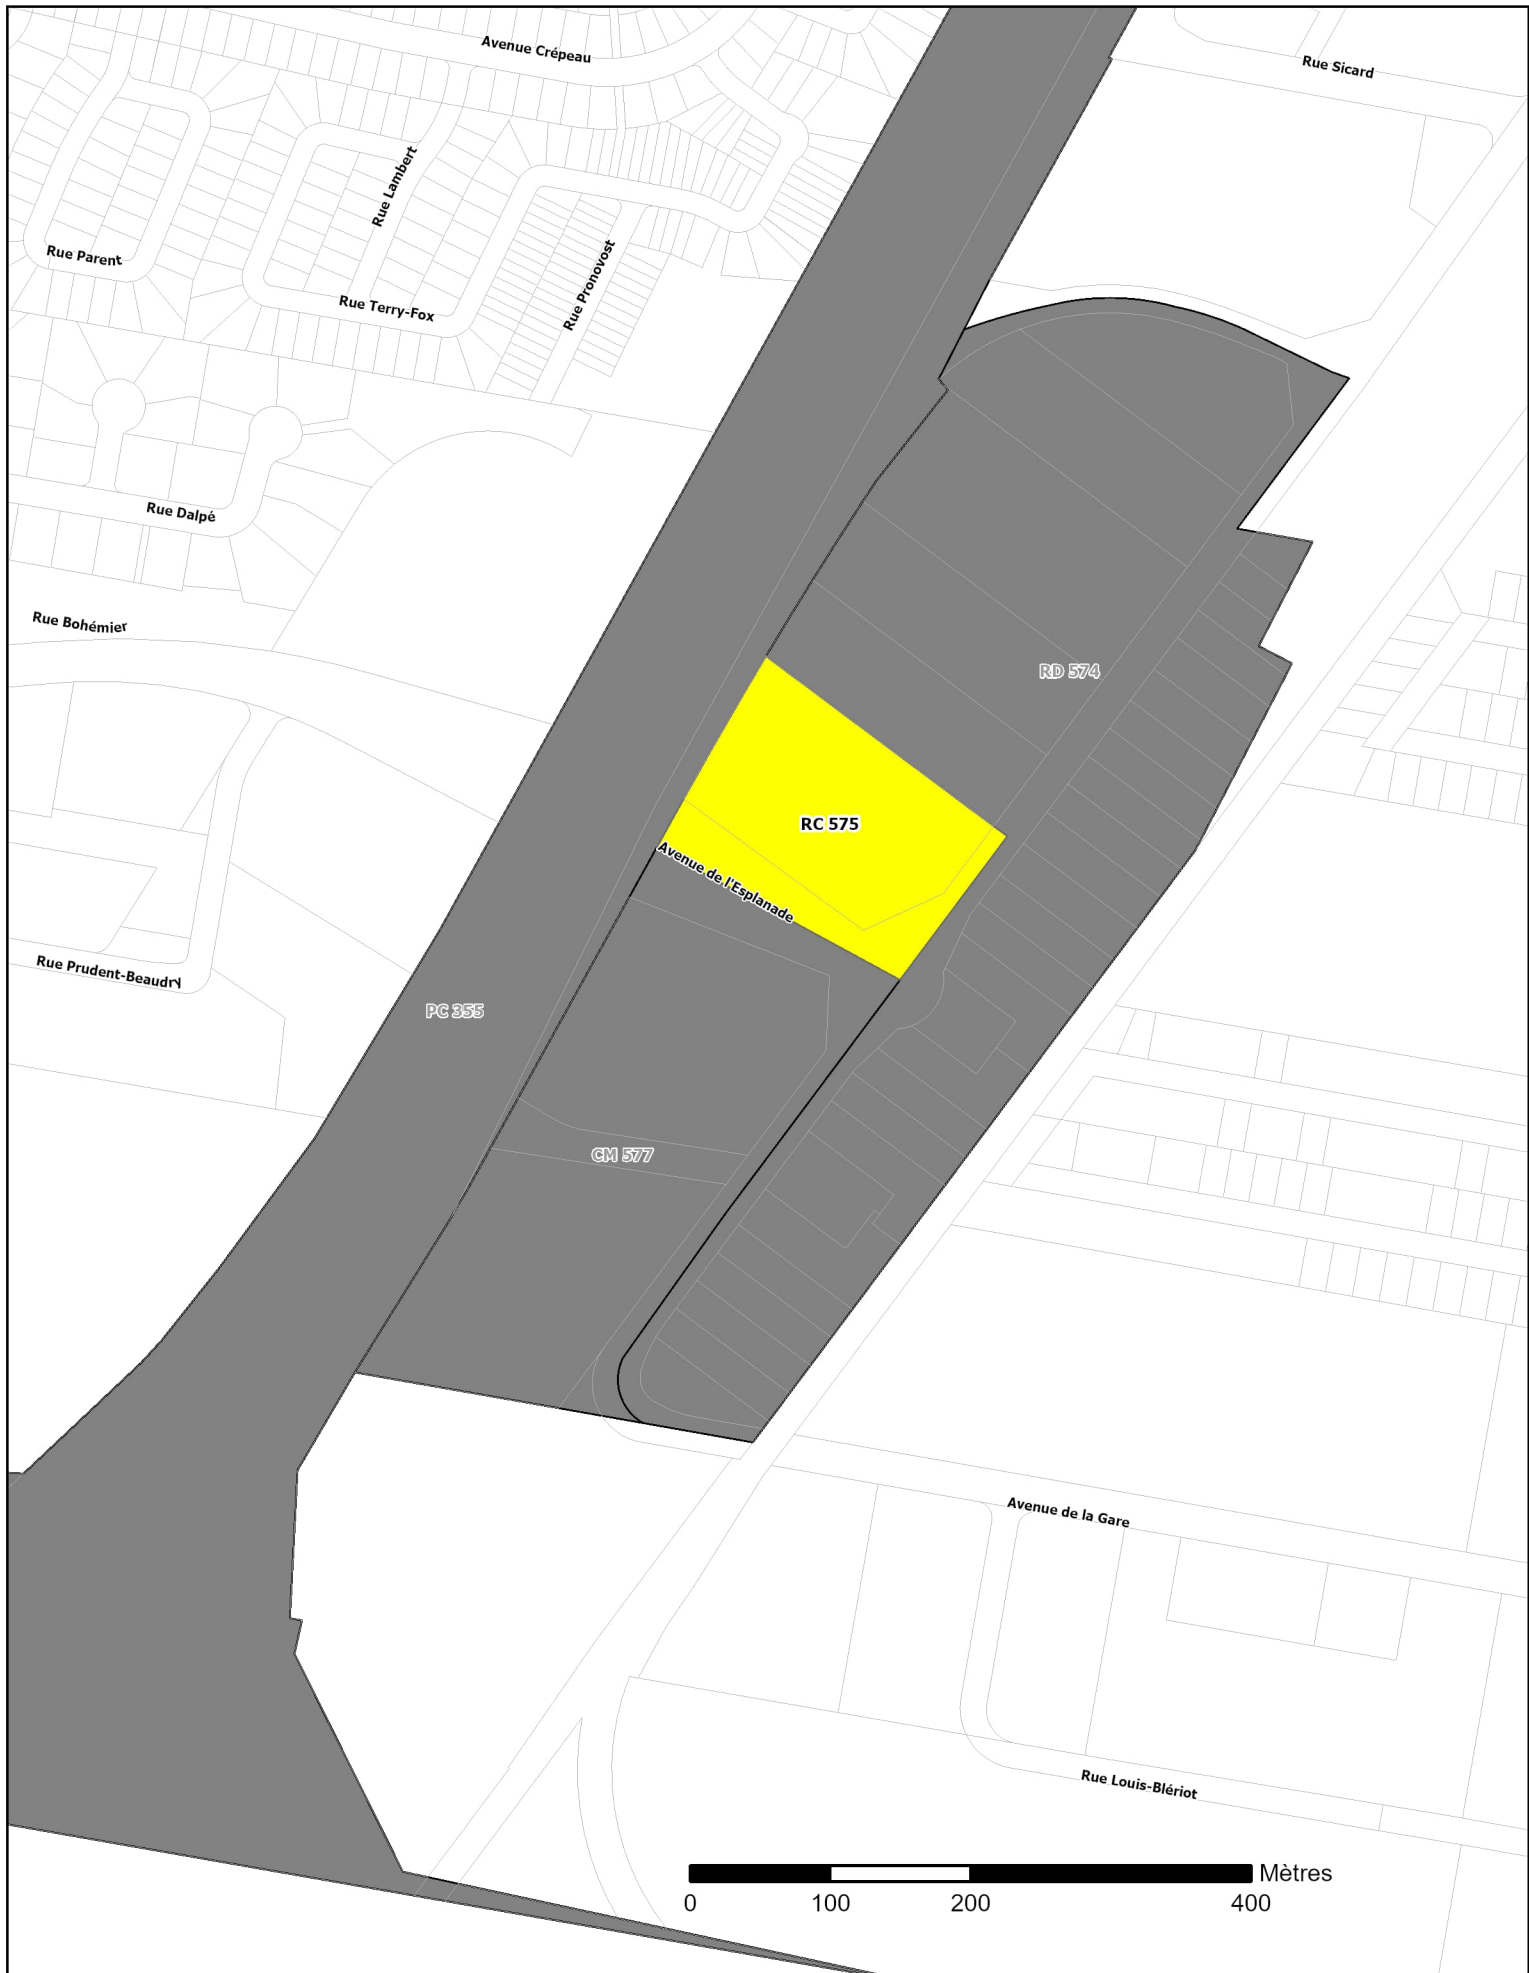 Avenue Crépeau
Rue Sicard
Rue Lambert
Rue Parent
Rue Pronovost
Rue Terry-Fox
Rue Dalpé
Rue Bohémier
RD 574
RC 575
Avenue de l'Esplanade
Rue Prudent-Beaudry
PC 355
CM 577
Avenue de la Gare
Rue Louis-Blériot
Mètres
0 100 200 400